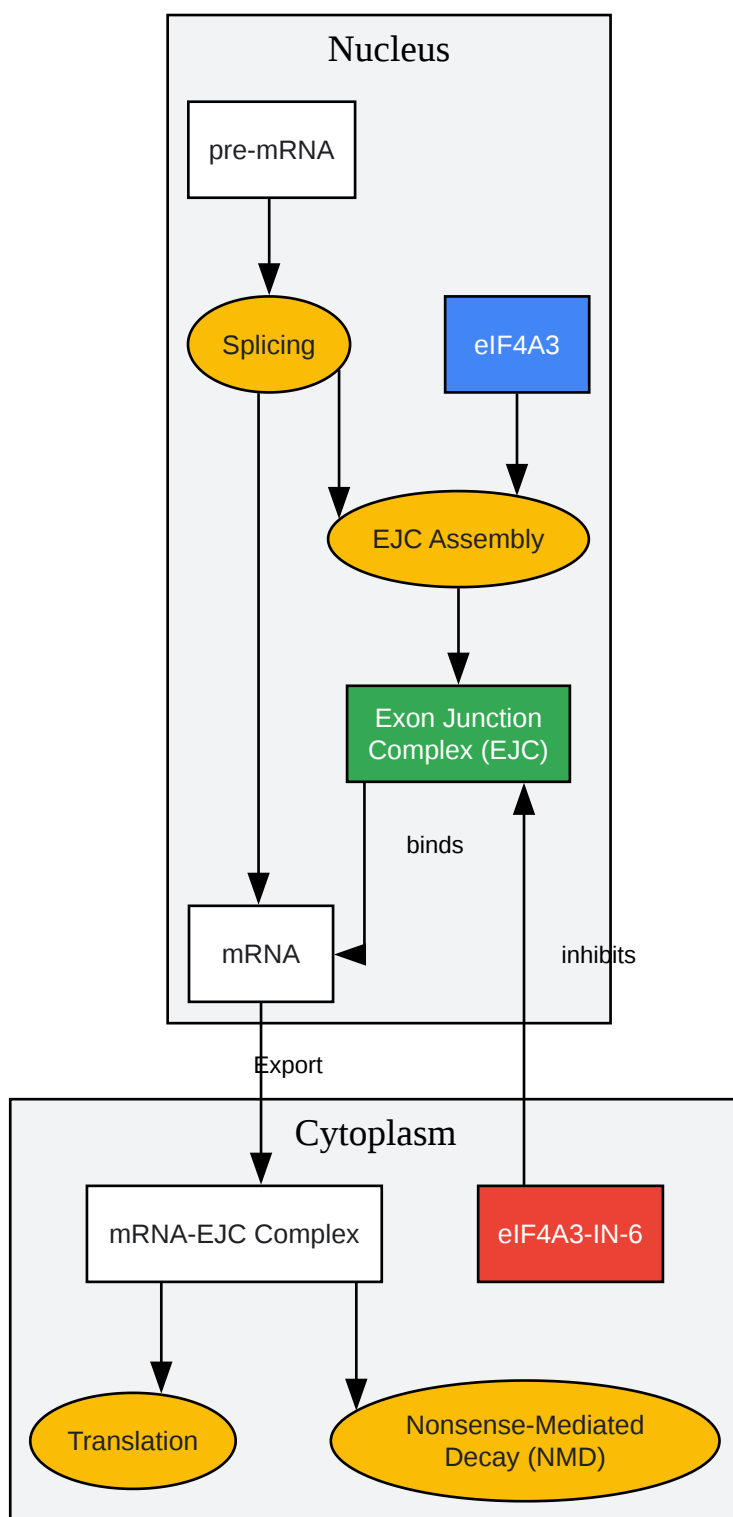 Nucleus
pre-mRNA
Splicing
eIF4A3
EJC Assembly
Exon Junction
Complex (EJC)
binds
mRNA
inhibits
Export
Cytoplasm
mRNA-EJC Complex
eIF4A3-IN-6
Translation
Nonsense-Mediated
Decay (NMD)